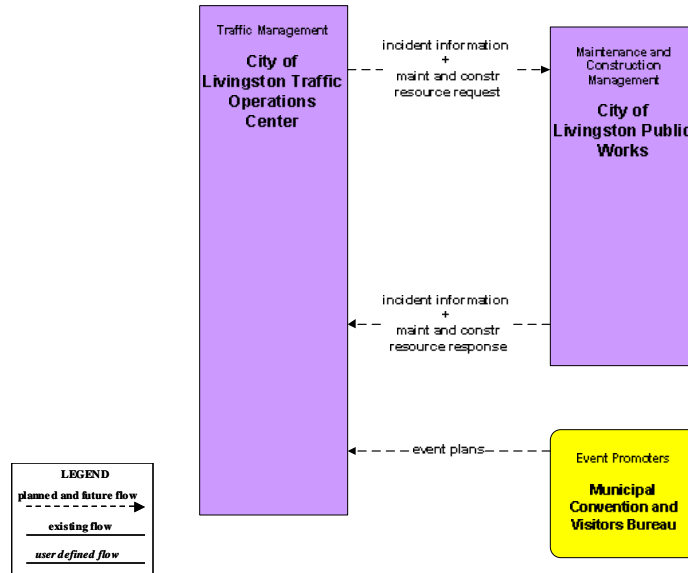 Traffic Management
City of
Livingston Traffic
Operations
Center
incident information
+
maint and constr
resource request
Maintenance and
Construction
Management
City of
Livingston Public
Works
incident information
+
maint and constr
resource response
event plans
Event Promoters
Municipal
Convention and
Visitors Bureau
LEGEND
planned and future flow
existing flow
user defined flow